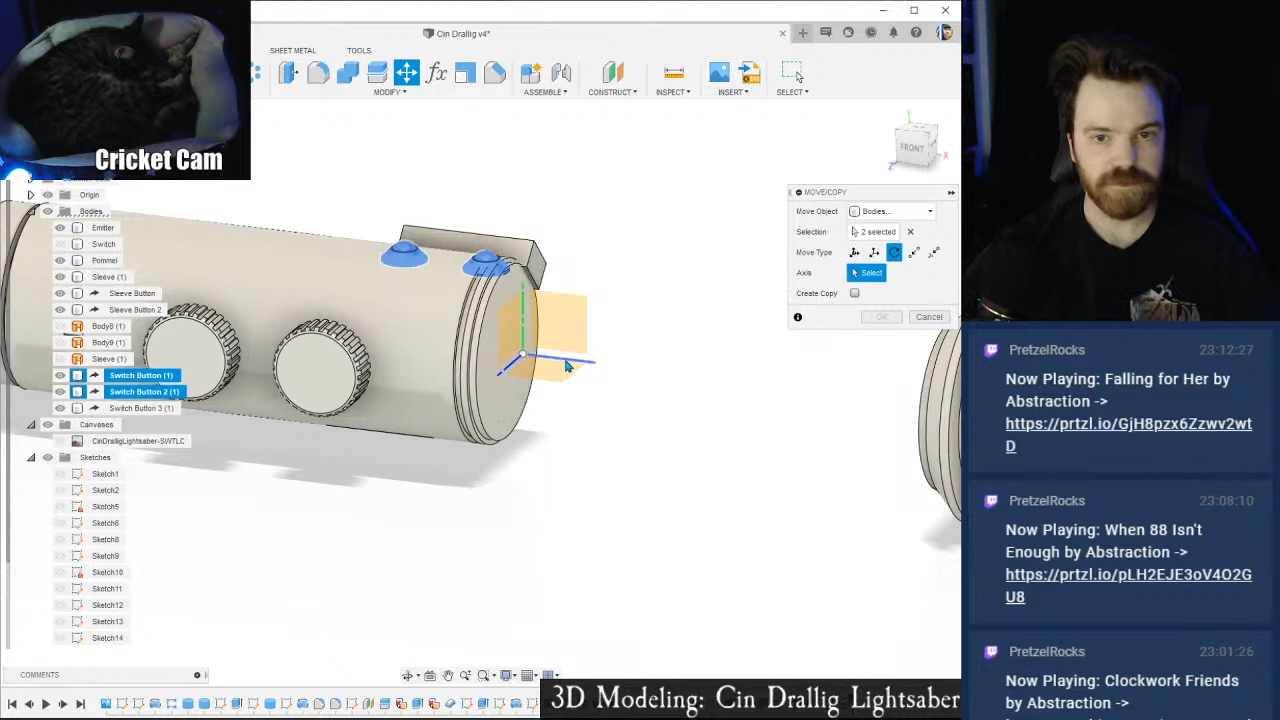 Cin Drallig v4*
SHEET METAL
TOOLS
MODIFY
ASSEMBLE
CONSTRUCT
INSPECT
INSERT
SELECT
Cricket Cam
FRONT
MOVE/COPY
Move Object
Bodies...
Selection
2 selected
Move Type
Axis
Select
Create Copy
OK
Cancel
Origin
Bodies
Emitter
Switch
Pommel
Sleeve (1)
Sleeve Button
Sleeve Button 2
Body8 (1)
Body9 (1)
Sleeve (1)
Switch Button (1)
Switch Button 2 (1)
Switch Button 3 (1)
Canvases
CinDralligLightsaber-SWTLC
Sketches
Sketch1
Sketch2
Sketch5
Sketch6
Sketch8
Sketch9
Sketch10
Sketch11
Sketch12
Sketch13
Sketch14
COMMENTS
PretzelRocks 23:12:27
Now Playing: Falling for Her by
Abstraction ->
https://prtzl.io/GjH8pzx6Zzwv2wt
D
PretzelRocks 23:08:10
Now Playing: When 88 Isn't
Enough by Abstraction ->
https://prtzl.io/pLH2EJE3oV4O2G
U8
PretzelRocks 23:01:26
Now Playing: Clockwork Friends
by Abstraction ->
3D Modeling: Cin Drallig Lightsaber